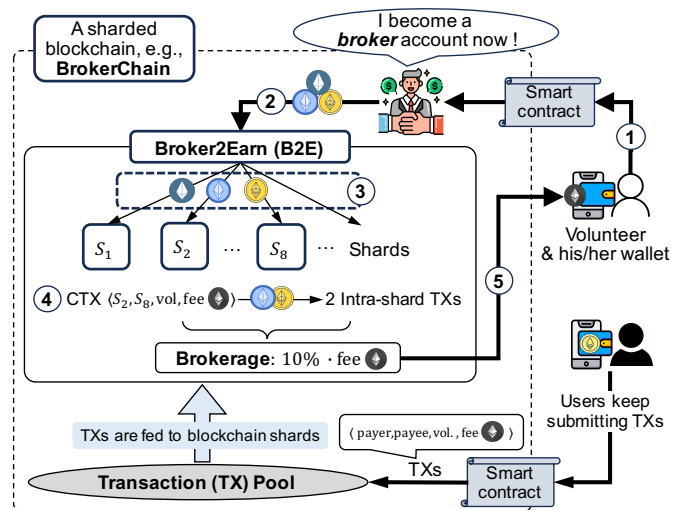 A sharded
blockchain, e.g.,
BrokerChain
I become a
broker account now !
Smart
contract
1
2
Broker2Earn (B2E)
3
S1 S2 … S8 … Shards
Volunteer
& his/her wallet
4 CTX ⟨S2, S8, vol, fee ⟩ 2 Intra-shard TXs
5
Brokerage: 10% · fee
Users keep
submitting TXs
TXs are fed to blockchain shards
⟨ payer,payee,vol. , fee ⟩
TXs
Transaction (TX) Pool
Smart
contract